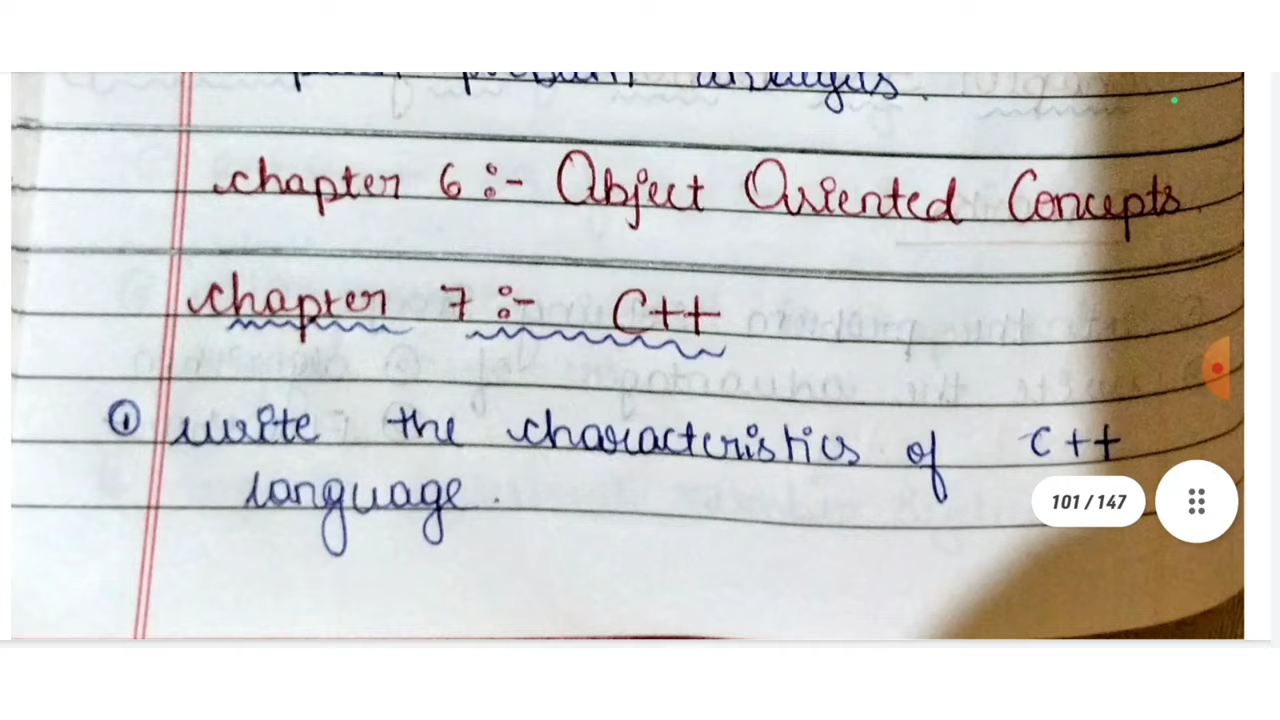 chapter 6 :- Object Oriented Concepts
chapter 7 :- C++
① write the characteristics of C++
language.
101 / 147